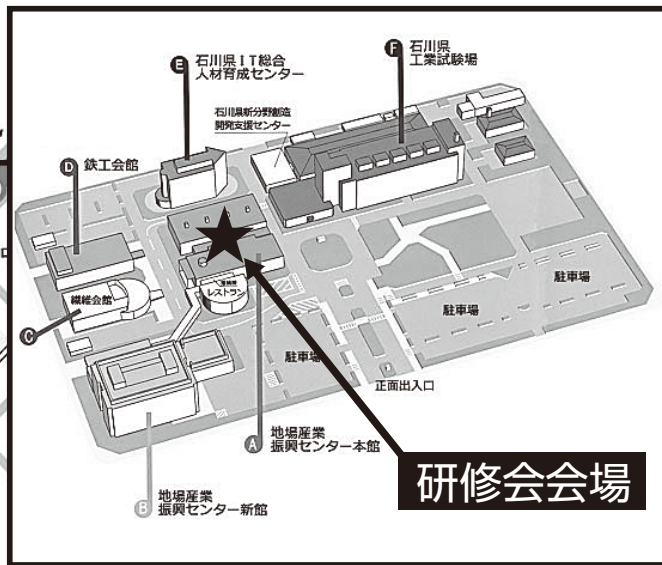 E 石川県IT総合
人材育成センター
F 石川県
工業試験場
石川県新分野創造
開発支援センター
D 鉄工会館
C
繊維会館
レストラン
駐車場
駐車場
駐車場
正面出入口
A 地場産業
振興センター本館
B 地場産業
振興センター新館
研修会会場